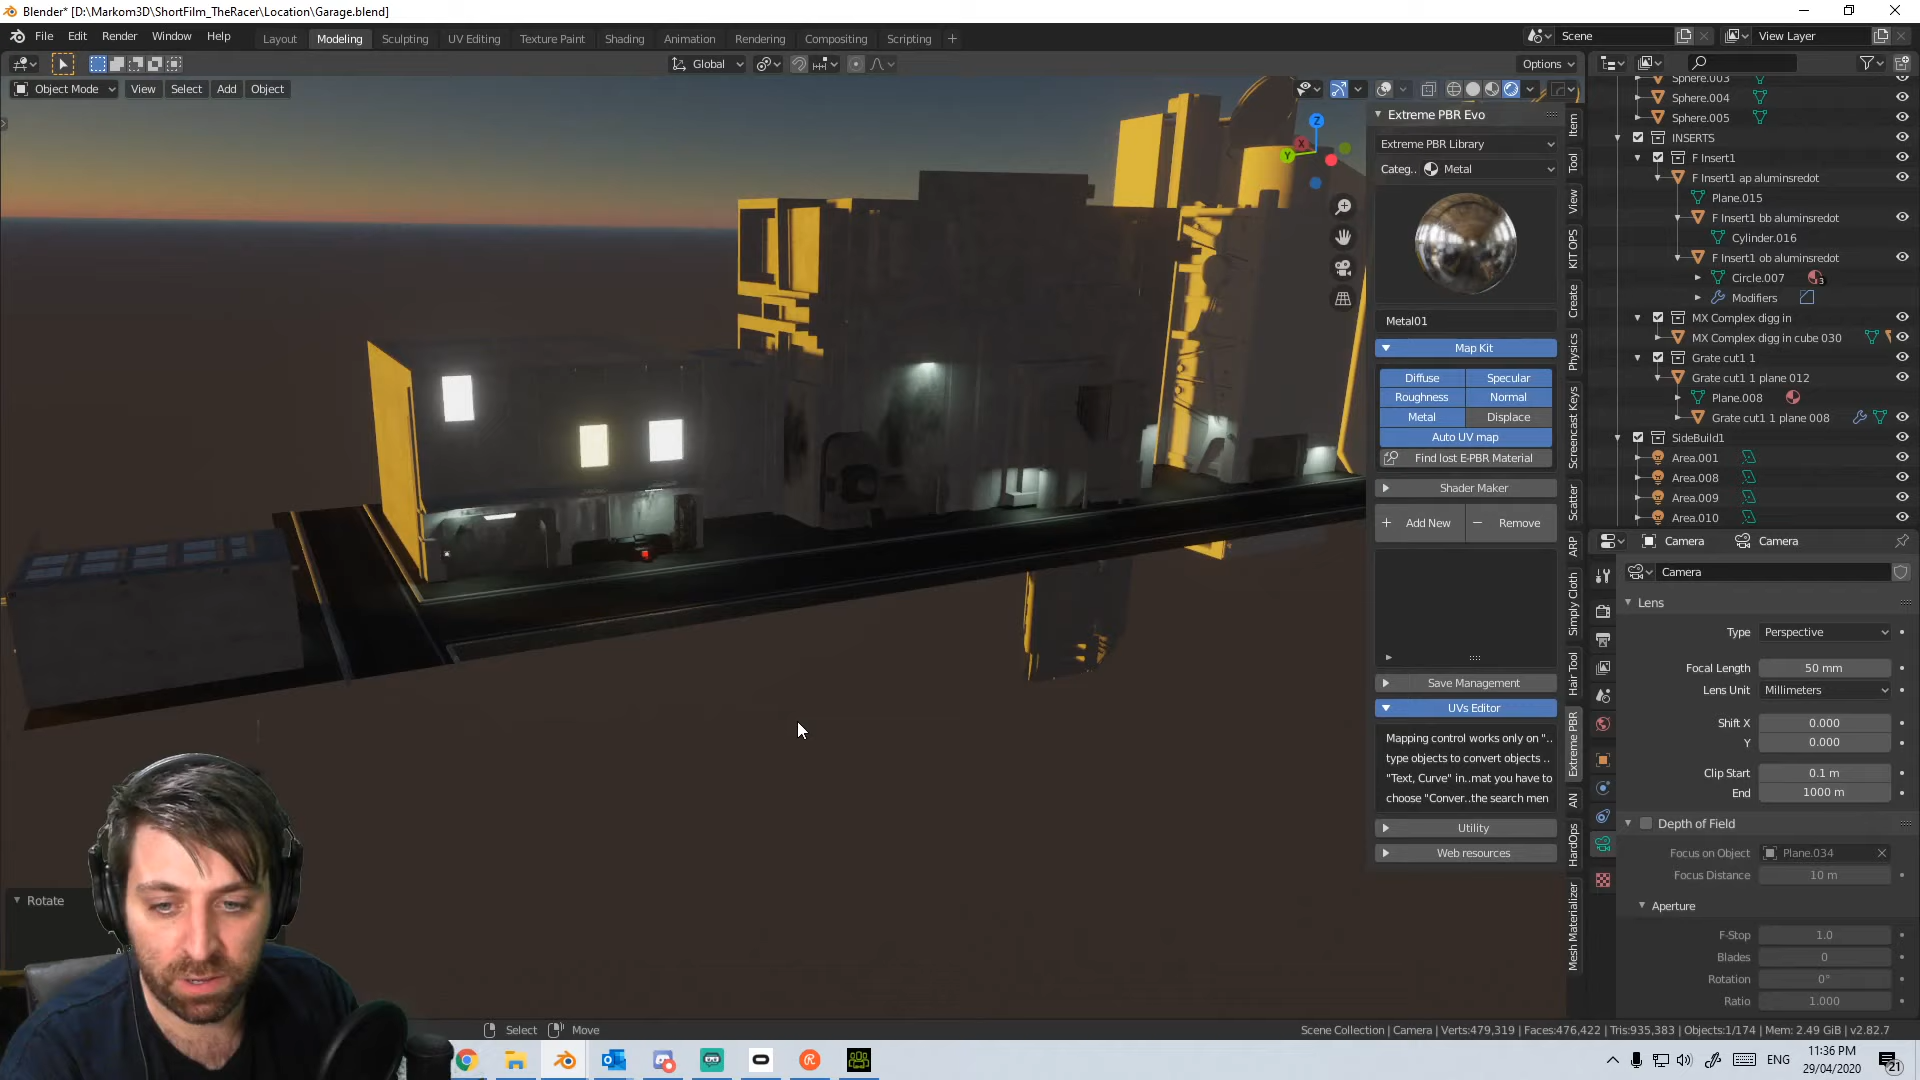 Blender* [D:\Markom3D\ShortFilm_TheRacer\Location\Garage.blend]
File Edit Render Window Help
Layout Modeling Sculpting UV Editing Texture Paint Shading Animation Rendering Compositing Scripting +
Scene
View Layer
Global
Options
Object Mode View Select Add Object
Z
X
Y
Extreme PBR Evo
Extreme PBR Library
Categ.. Metal
Metal01
Map Kit
Diffuse Specular
Roughness Normal
Metal Displace
Auto UV map
Find lost E-PBR Material
Shader Maker
Add New Remove
Save Management
UVs Editor
Mapping control works only on "..
type objects to convert objects ..
"Text, Curve" in..mat you have to
choose "Conver..the search men
Utility
Web resources
Item
Tool
View
KIT OPS
Create
Physics
Screencast Keys
Scatter
ARP
Simply Cloth
Hair Tool
Extreme PBR
AN
HardOps
Mesh Materializer
Sphere.003
Sphere.004
Sphere.005
INSERTS
F Insert1
F Insert1 ap aluminsredot
Plane.015
F Insert1 bb aluminsredot
Cylinder.016
F Insert1 ob aluminsredot
Circle.007
3
Modifiers
MX Complex digg in
MX Complex digg in cube 030
Grate cut1 1
Grate cut1 1 plane 012
Plane.008
Grate cut1 1 plane 008
SideBuild1
Area.001
Area.008
Area.009
Area.010
Camera Camera
Camera
Lens
Type Perspective
Focal Length 50 mm
Lens Unit Millimeters
Shift X 0.000
Y 0.000
Clip Start 0.1 m
End 1000 m
Depth of Field
Focus on Object Plane.034
Focus Distance 10 m
Aperture
F-Stop 1.0
Blades 0
Rotation 0°
Ratio 1.000
Rotate
Select Move
Scene Collection | Camera | Verts:479,319 | Faces:476,422 | Tris:935,383 | Objects:1/174 | Mem: 2.49 GiB | v2.82.7
ENG
11:36 PM
29/04/2020
21